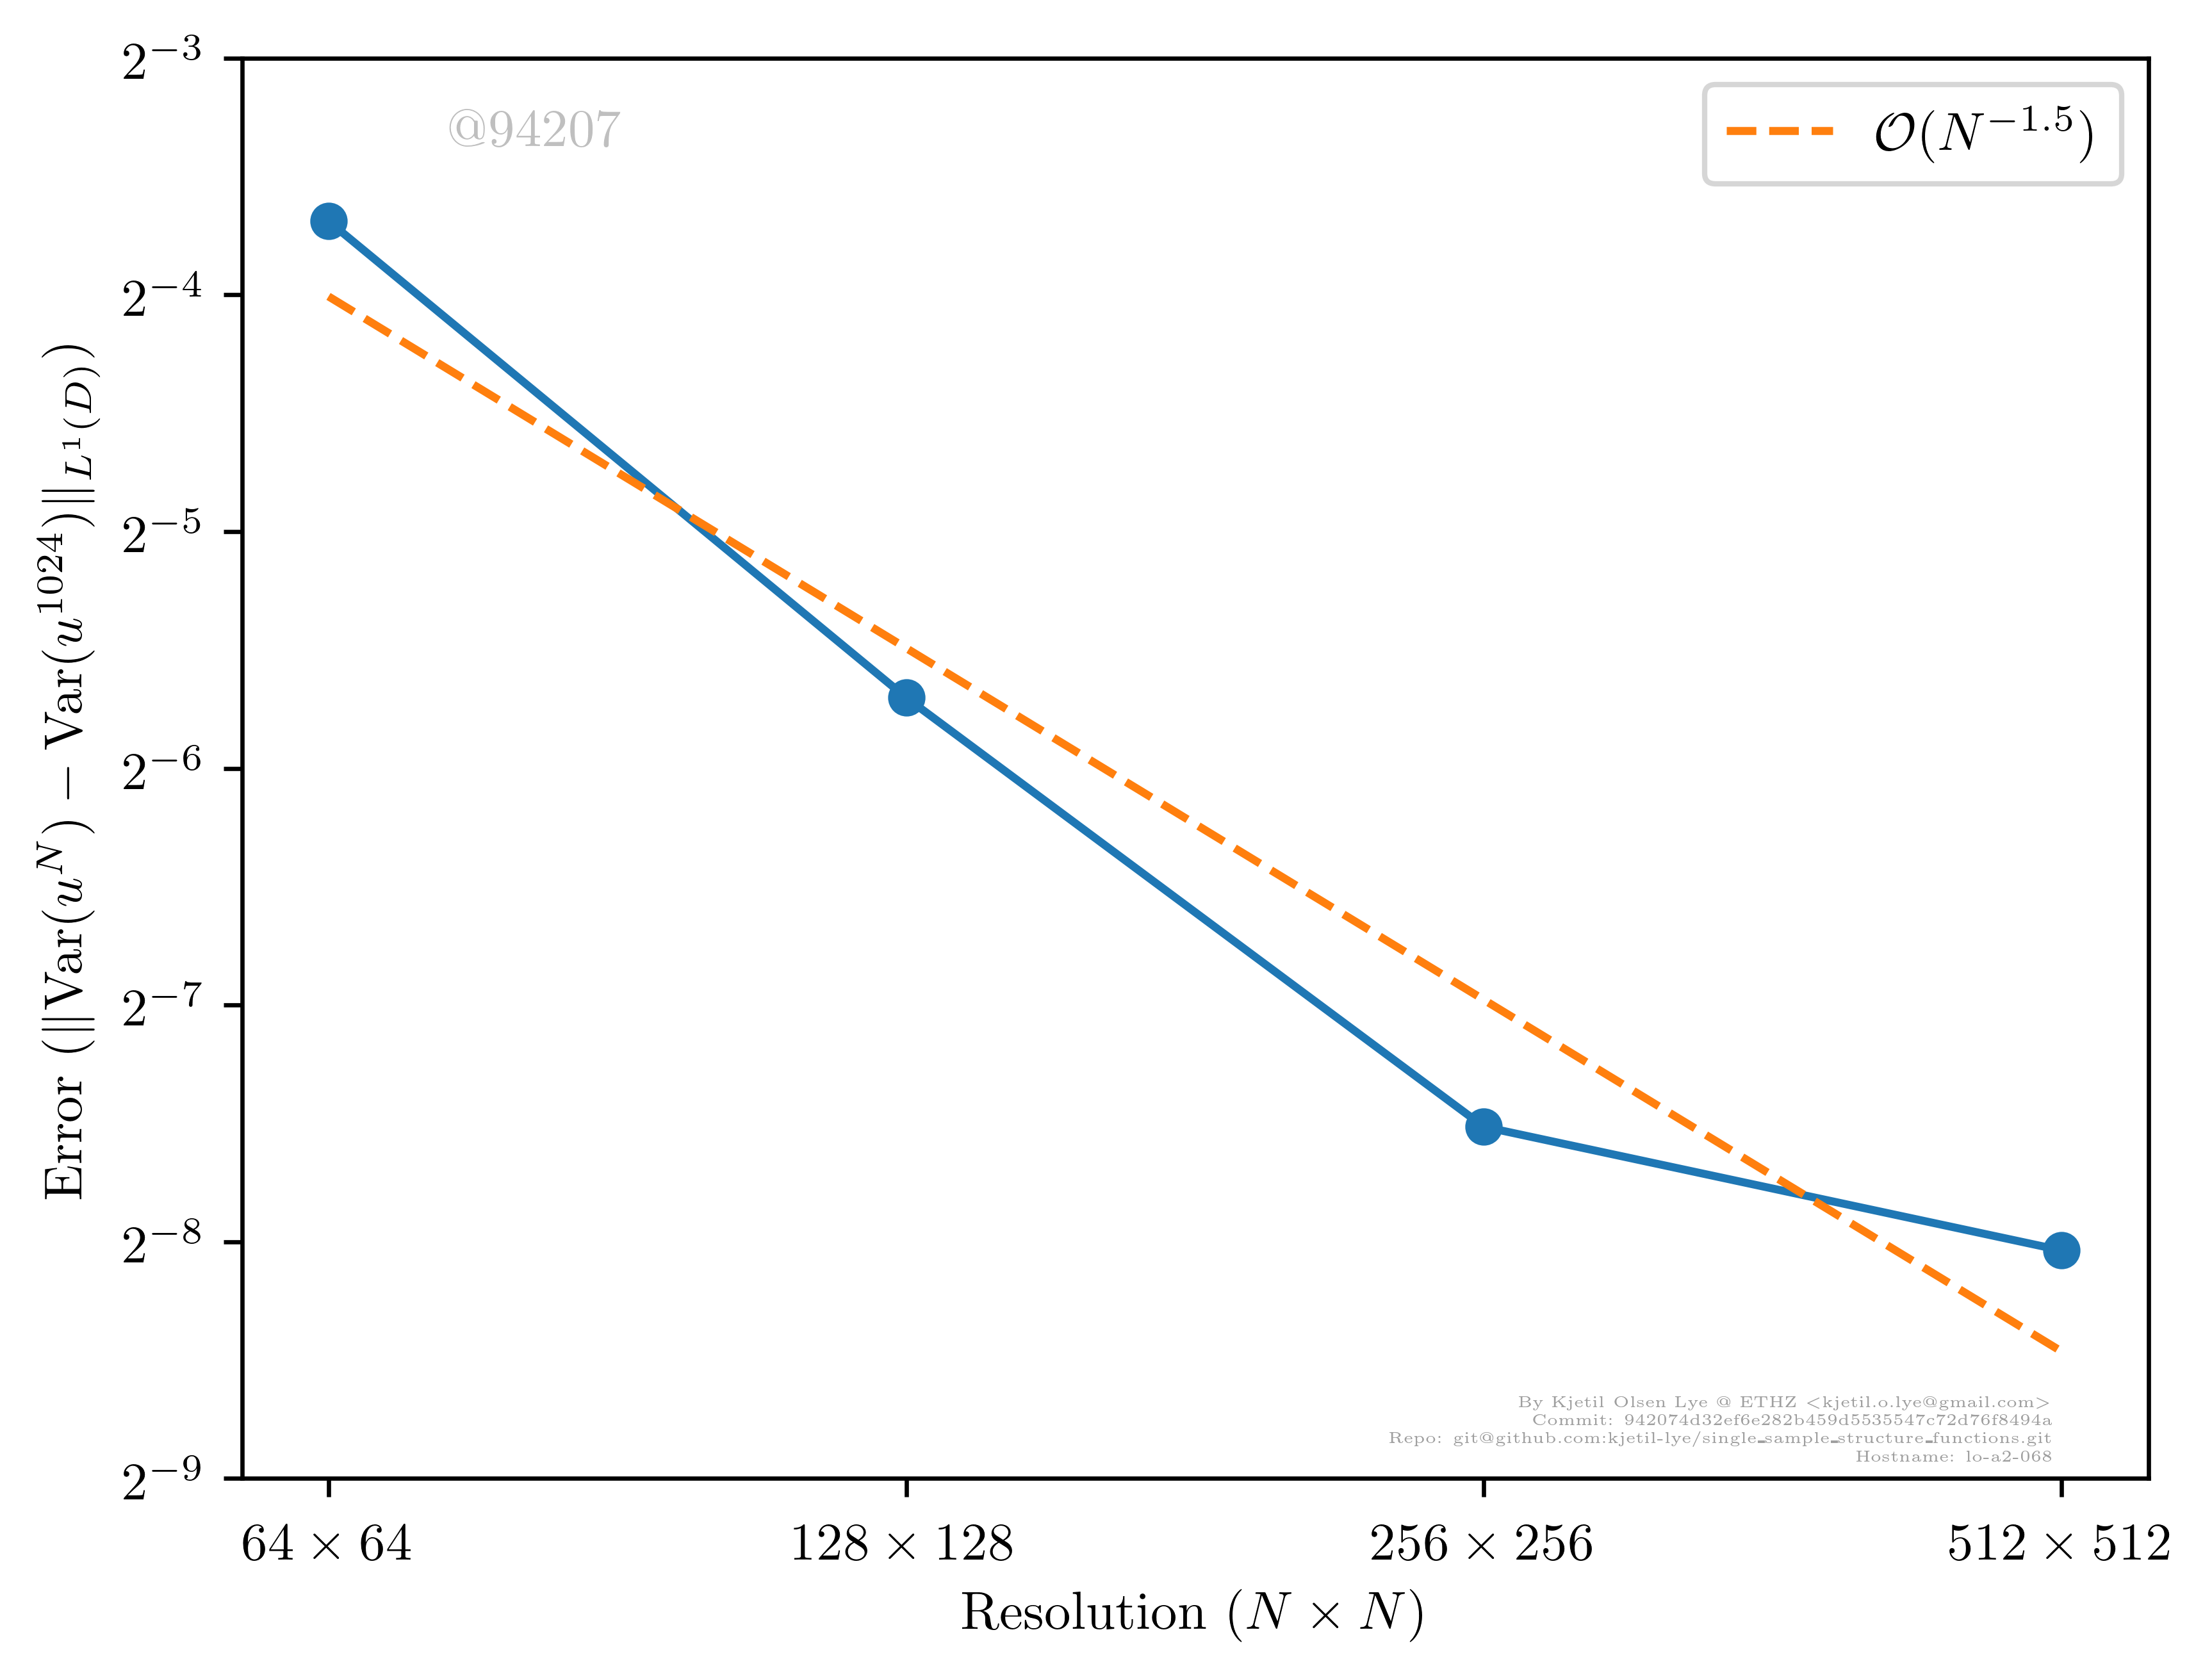 2^{-3}
@94207
O(N^{-1.5})
2^{-4}
2^{-5}
2^{-6}
2^{-7}
2^{-8}
2^{-9}
Error (||Var(u^N) − Var(u^{1024})||_{L^1(D)})
By Kjetil Olsen Lye @ ETHZ <kjetil.o.lye@gmail.com>
Commit: 942074d32ef6e282b459d5535547c72d76f8494a
Repo: git@github.com:kjetil-lye/single_sample_structure_functions.git
Hostname: lo-a2-068
64 × 64
128 × 128
256 × 256
512 × 512
Resolution (N × N)